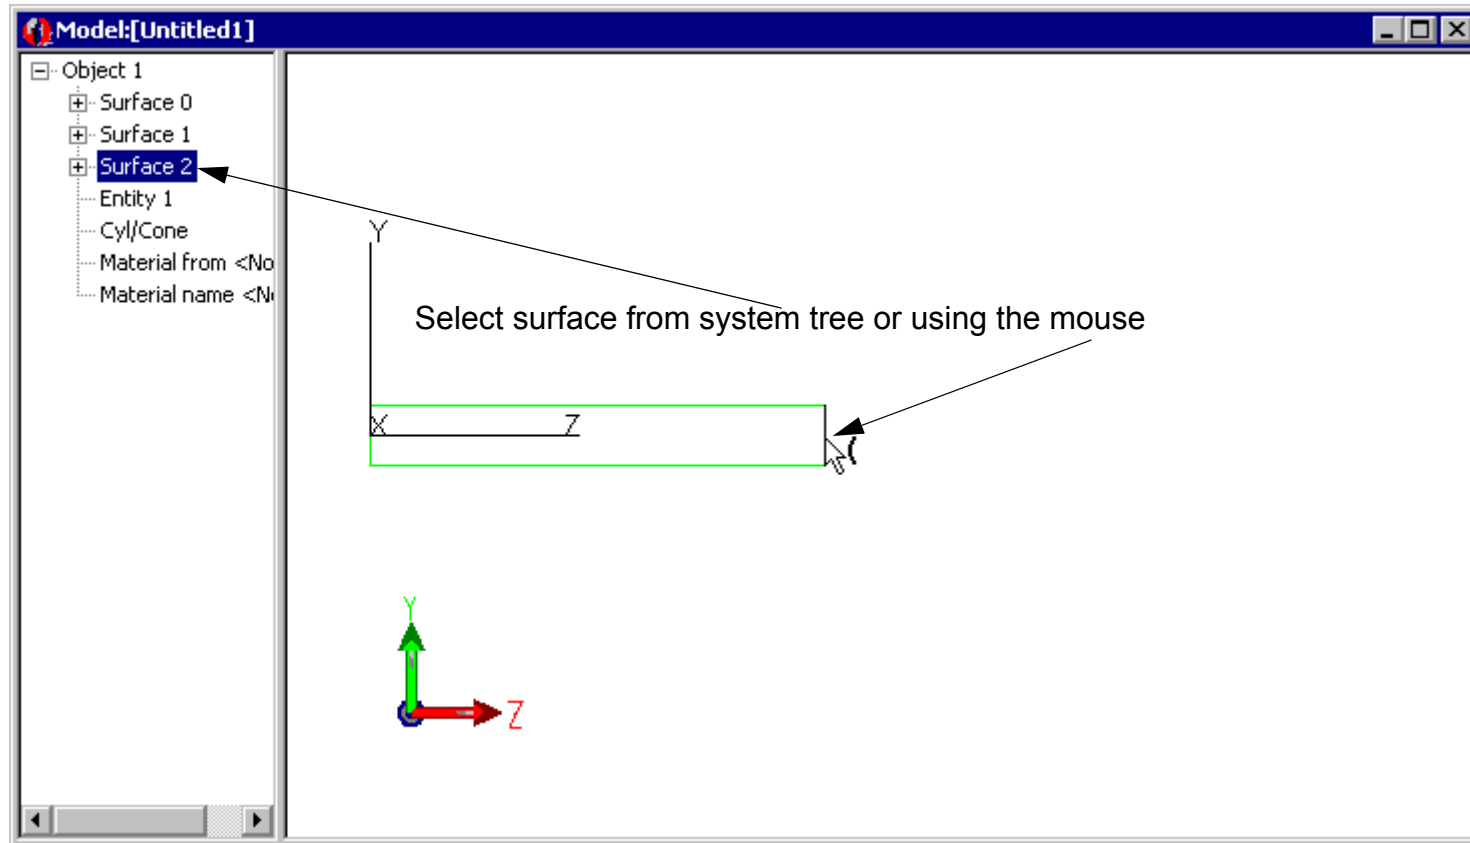 Model:[Untitled1]
Object 1
Surface 0
Surface 1
Surface 2
Entity 1
Cyl/Cone
Material from <No
Material name <N
Y
Select surface from system tree or using the mouse
X Z
Y
Z